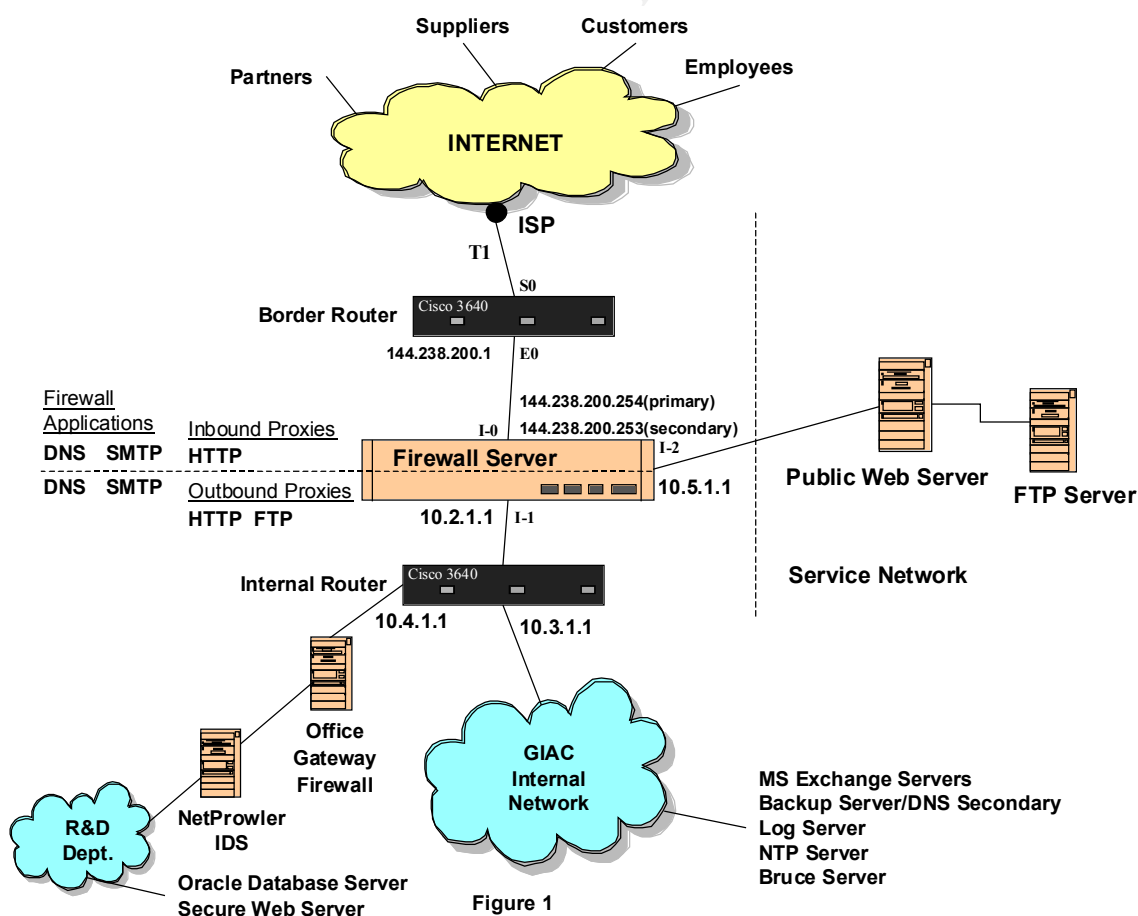 Suppliers
Customers
Partners
Employees
INTERNET
ISP
T1
S0
Cisco 3640
Border Router
144.238.200.1
E0
Firewall
Applications
DNS SMTP
Inbound Proxies
HTTP
144.238.200.254(primary)
144.238.200.253(secondary)
I-0
I-2
Firewall Server
DNS SMTP
Outbound Proxies
HTTP FTP
10.5.1.1
10.2.1.1
I-1
Public Web Server
FTP Server
Service Network
Internal Router
Cisco 3640
10.4.1.1
10.3.1.1
Office
Gateway
Firewall
NetProwler
IDS
R&D
Dept.
Oracle Database Server
Secure Web Server
GIAC
Internal
Network
MS Exchange Servers
Backup Server/DNS Secondary
Log Server
NTP Server
Bruce Server
Figure 1